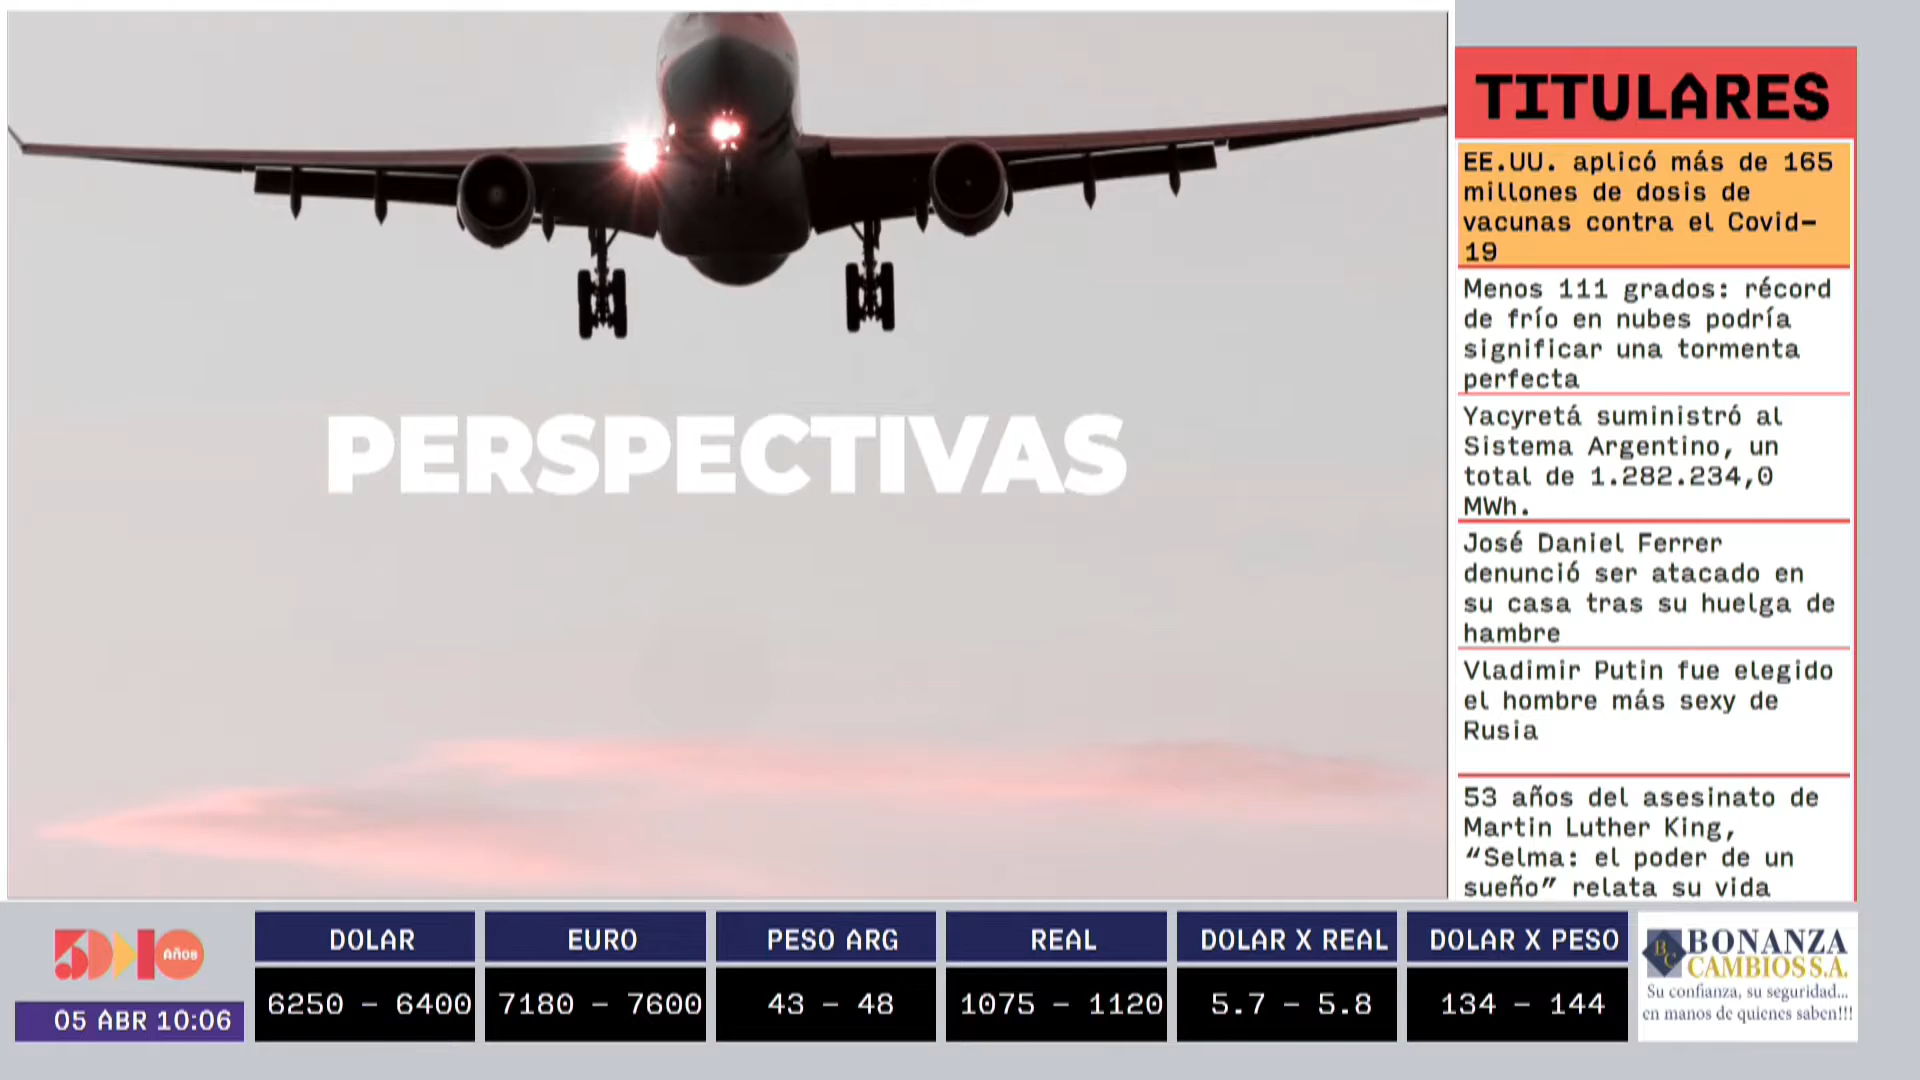 PERSPECTIVAS
TITULARES
EE.UU. aplicó más de 165
millones de dosis de
vacunas contra el Covid-
19
Menos 111 grados: récord
de frío en nubes podría
significar una tormenta
perfecta
Yacyretá suministró al
Sistema Argentino, un
total de 1.282.234,0
MWh.
José Daniel Ferrer
denunció ser atacado en
su casa tras su huelga de
hambre
Vladimir Putin fue elegido
el hombre más sexy de
Rusia
53 años del asesinato de
Martin Luther King,
“Selma: el poder de un
sueño” relata su vida
Años
05 ABR 10:06
DOLAR
6250 - 6400
EURO
7180 - 7600
PESO ARG
43 - 48
REAL
1075 - 1120
DOLAR X REAL
5.7 - 5.8
DOLAR X PESO
134 - 144
BC
BONANZA
CAMBIOS S.A.
Su confianza, su seguridad...
en manos de quienes saben!!!